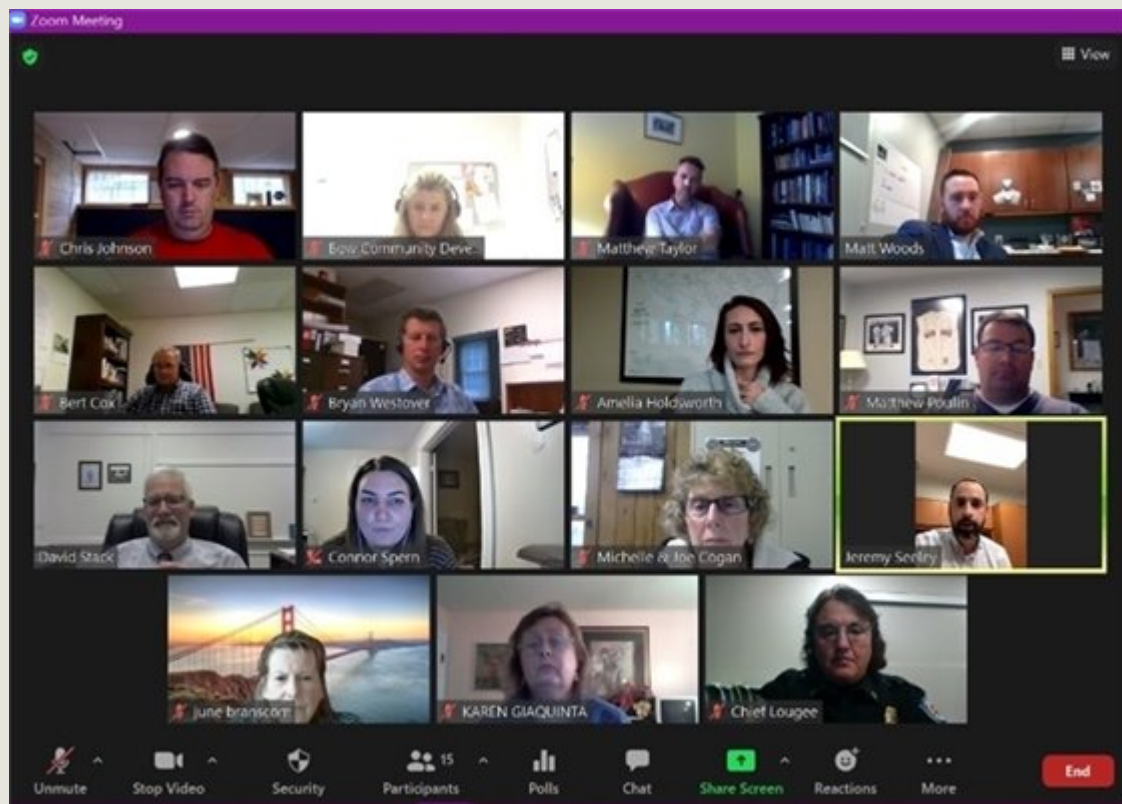 Zoom Meeting
View
Chris Johnson
Bow Community Deve...
Matthew Taylor
Matt Woods
Bert Cox
Bryan Westover
Amelia Holdsworth
Matthew Poulin
David Stack
Connor Spern
Michelle & Joe Cogan
Jeremy Seeley
june branscom
KAREN GIAQUINTA
Chief Lougee
Unmute
Stop Video
Security
Participants 15
Polls
Chat
Share Screen
Reactions
More
End